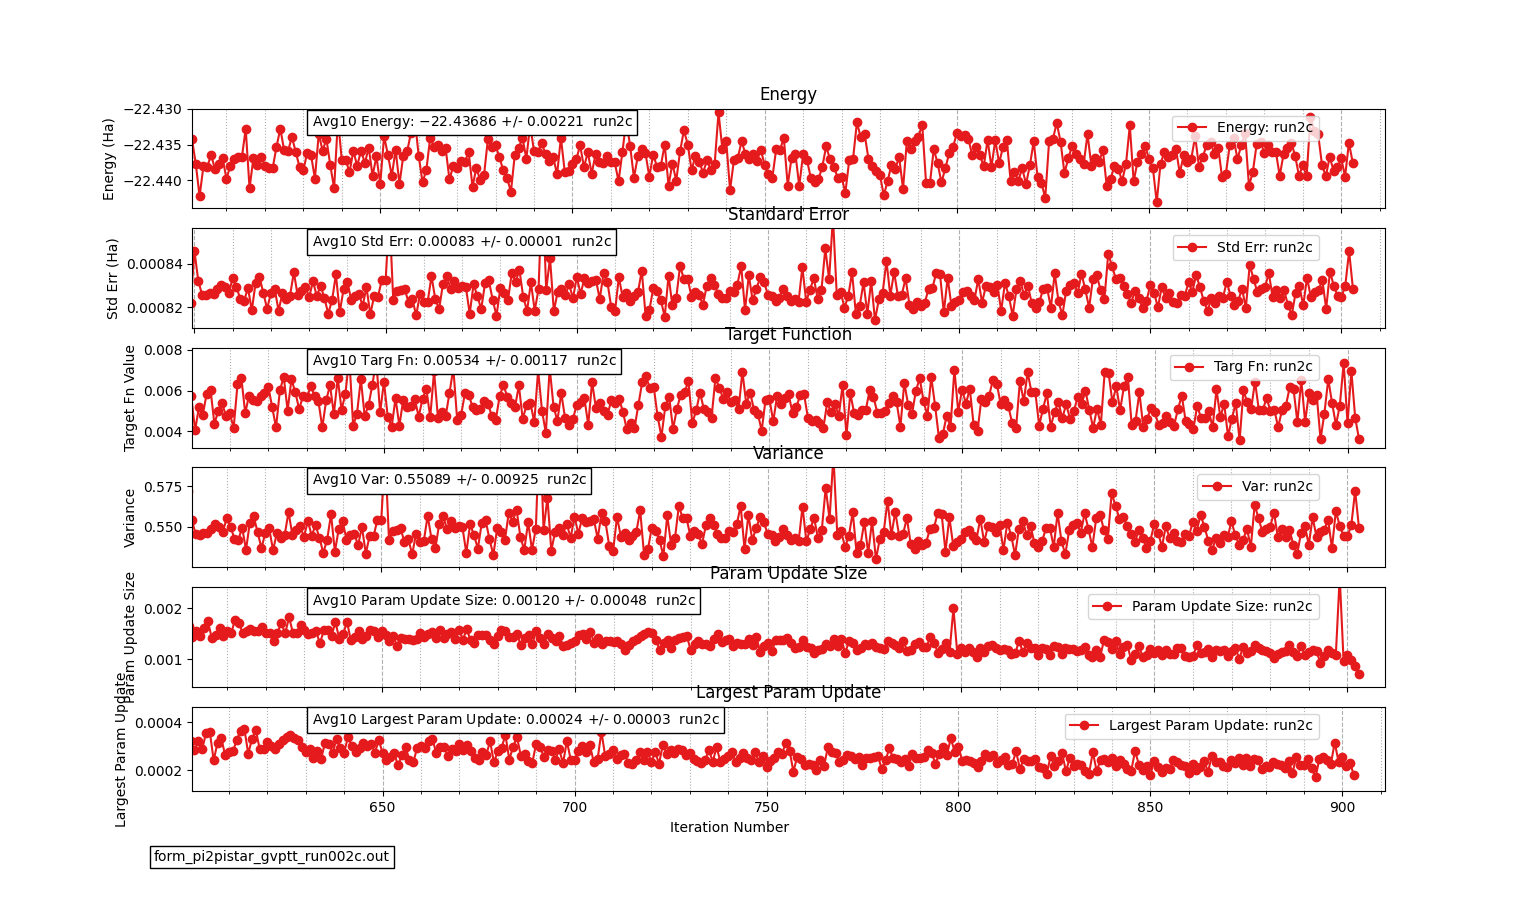 Energy
Avg10 Energy: −22.43686 +/- 0.00221 run2c
Energy: run2c
Energy (Ha)
−22.430
−22.435
−22.440
Standard Error
Avg10 Std Err: 0.00083 +/- 0.00001 run2c
Std Err: run2c
Std Err (Ha)
0.00084
0.00082
Target Function
Avg10 Targ Fn: 0.00534 +/- 0.00117 run2c
Targ Fn: run2c
Target Fn Value
0.008
0.006
0.004
Variance
Avg10 Var: 0.55089 +/- 0.00925 run2c
Var: run2c
Variance
0.575
0.550
Param Update Size
Avg10 Param Update Size: 0.00120 +/- 0.00048 run2c
Param Update Size: run2c
Param Update Size
0.002
0.001
Largest Param Update
Avg10 Largest Param Update: 0.00024 +/- 0.00003 run2c
Largest Param Update: run2c
Largest Param Update
0.0004
0.0002
650 700 750 800 850 900
Iteration Number
form_pi2pistar_gvptt_run002c.out